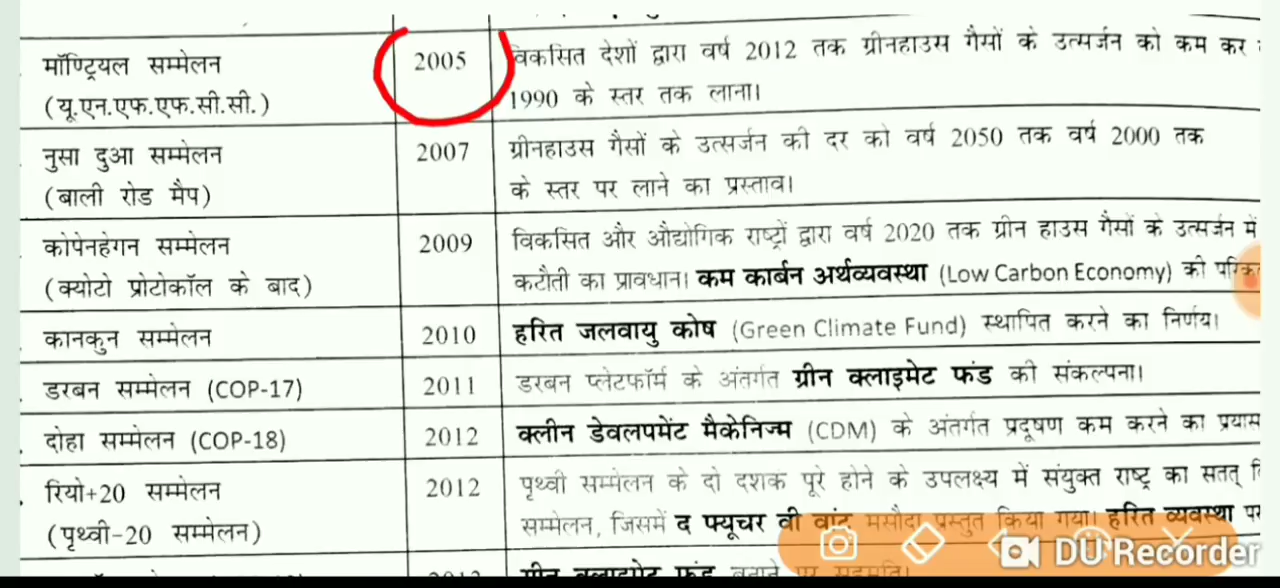 मॉण्ट्रियल सम्मेलन
(यू.एन.एफ.एफ.सी.सी.)
2005
विकसित देशों द्वारा वर्ष 2012 तक ग्रीनहाउस गैसों के उत्सर्जन को कम कर
1990 के स्तर तक लाना।
नुसा दुआ सम्मेलन
(बाली रोड मैप)
2007
ग्रीनहाउस गैसों के उत्सर्जन की दर को वर्ष 2050 तक वर्ष 2000 तक
के स्तर पर लाने का प्रस्ताव।
कोपेनहेगन सम्मेलन
(क्योटो प्रोटोकॉल के बाद)
2009
विकसित और औद्योगिक राष्ट्रों द्वारा वर्ष 2020 तक ग्रीन हाउस गैसों के उत्सर्जन में
कटौती का प्रावधान। कम कार्बन अर्थव्यवस्था (Low Carbon Economy) की
कानकुन सम्मेलन
2010
हरित जलवायु कोष (Green Climate Fund) स्थापित करने का निर्णय।
डरबन सम्मेलन (COP-17)
2011
डरबन प्लेटफॉर्म के अंतर्गत ग्रीन क्लाइमेट फंड की संकल्पना।
दोहा सम्मेलन (COP-18)
2012
क्लीन डेवलपमेंट मैकेनिज्म (CDM) के अंतर्गत प्रदूषण कम करने का प्रयास
रियो+20 सम्मेलन
(पृथ्वी-20 सम्मेलन)
2012
पृथ्वी सम्मेलन के दो दशक पूरे होने के उपलक्ष्य में संयुक्त राष्ट्र का सतत्
सम्मेलन, जिसमें द फ्यूचर वी वांट मसौदा प्रस्तुत किया गया। हरित व्यवस्था पर
DU Recorder